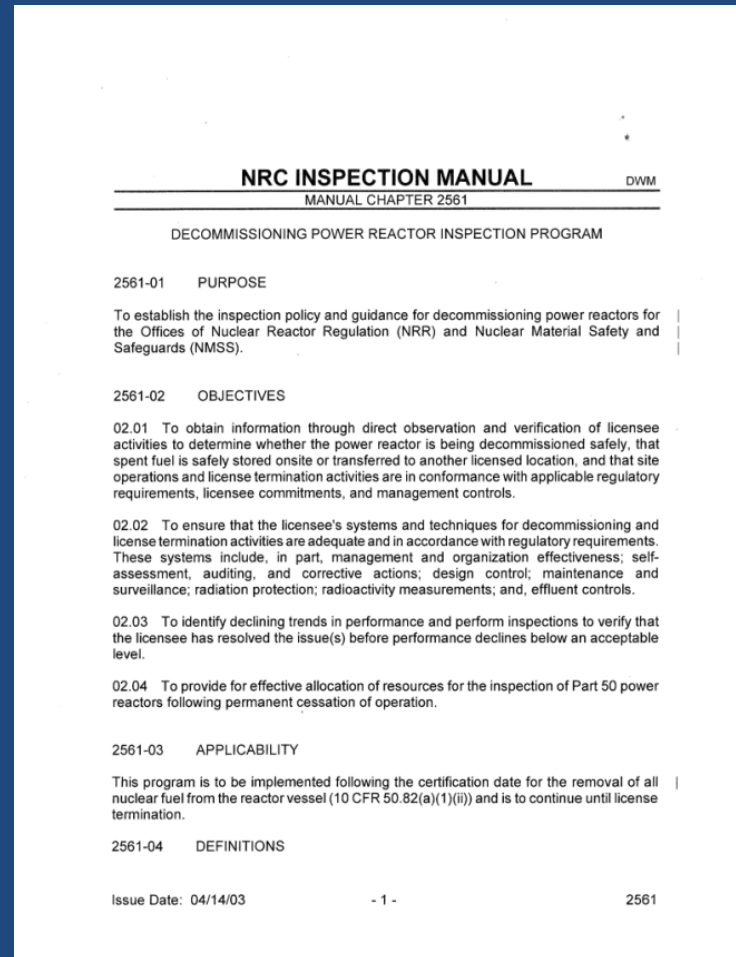 NRC INSPECTION MANUAL DWM
MANUAL CHAPTER 2561
DECOMMISSIONING POWER REACTOR INSPECTION PROGRAM
2561-01 PURPOSE
To establish the inspection policy and guidance for decommissioning power reactors for
the Offices of Nuclear Reactor Regulation (NRR) and Nuclear Material Safety and
Safeguards (NMSS).
2561-02 OBJECTIVES
02.01 To obtain information through direct observation and verification of licensee
activities to determine whether the power reactor is being decommissioned safely, that
spent fuel is safely stored onsite or transferred to another licensed location, and that site
operations and license termination activities are in conformance with applicable regulatory
requirements, licensee commitments, and management controls.
02.02 To ensure that the licensee's systems and techniques for decommissioning and
license termination activities are adequate and in accordance with regulatory requirements.
These systems include, in part, management and organization effectiveness; self-
assessment, auditing, and corrective actions; design control; maintenance and
surveillance; radiation protection; radioactivity measurements; and, effluent controls.
02.03 To identify declining trends in performance and perform inspections to verify that
the licensee has resolved the issue(s) before performance declines below an acceptable
level.
02.04 To provide for effective allocation of resources for the inspection of Part 50 power
reactors following permanent cessation of operation.
2561-03 APPLICABILITY
This program is to be implemented following the certification date for the removal of all
nuclear fuel from the reactor vessel (10 CFR 50.82(a)(1)(ii)) and is to continue until license
termination.
2561-04 DEFINITIONS
Issue Date: 04/14/03 - 1 - 2561